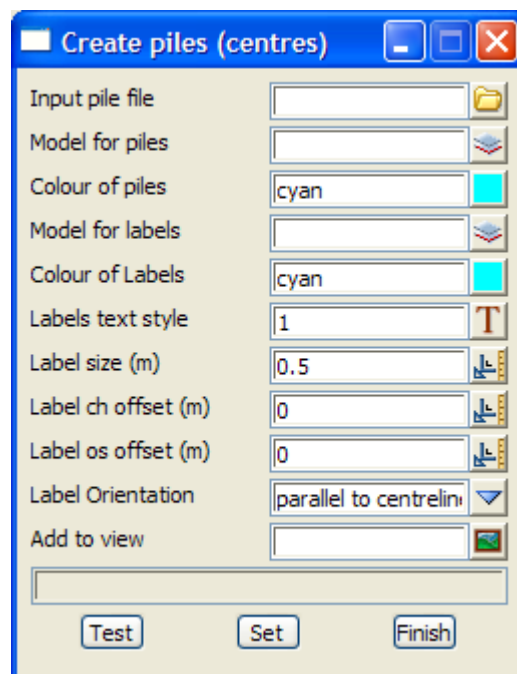 Create piles (centres)
Input pile file
Model for piles
Colour of piles cyan
Model for labels
Colour of Labels cyan
Labels text style 1 T
Label size (m) 0.5
Label ch offset (m) 0
Label os offset (m) 0
Label Orientation parallel to centrelin
Add to view
Test Set Finish